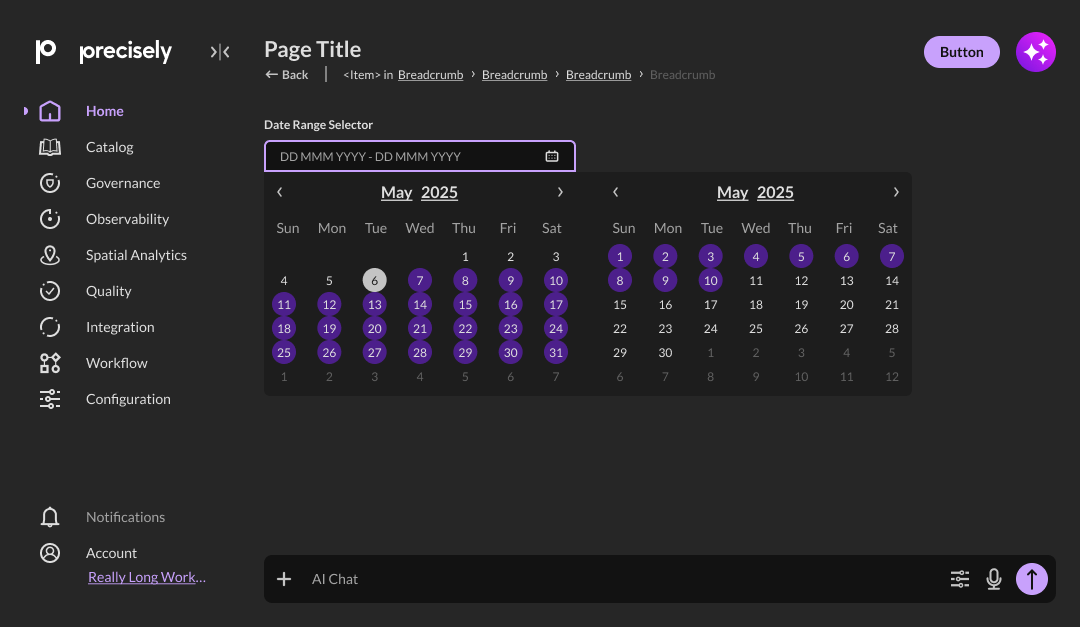 precisely
Page Title
Button
← Back | <Item> in Breadcrumb › Breadcrumb › Breadcrumb › Breadcrumb
Home
Catalog
Governance
Observability
Spatial Analytics
Quality
Integration
Workflow
Configuration
Date Range Selector
DD MMM YYYY - DD MMM YYYY
May 2025
Sun Mon Tue Wed Thu Fri Sat
1 2 3
4 5 6 7 8 9 10
11 12 13 14 15 16 17
18 19 20 21 22 23 24
25 26 27 28 29 30 31
1 2 3 4 5 6 7
May 2025
Sun Mon Tue Wed Thu Fri Sat
1 2 3 4 5 6 7
8 9 10 11 12 13 14
15 16 17 18 19 20 21
22 23 24 25 26 27 28
29 30 1 2 3 4 5
6 7 8 9 10 11 12
Notifications
Account
Really Long Work...
AI Chat